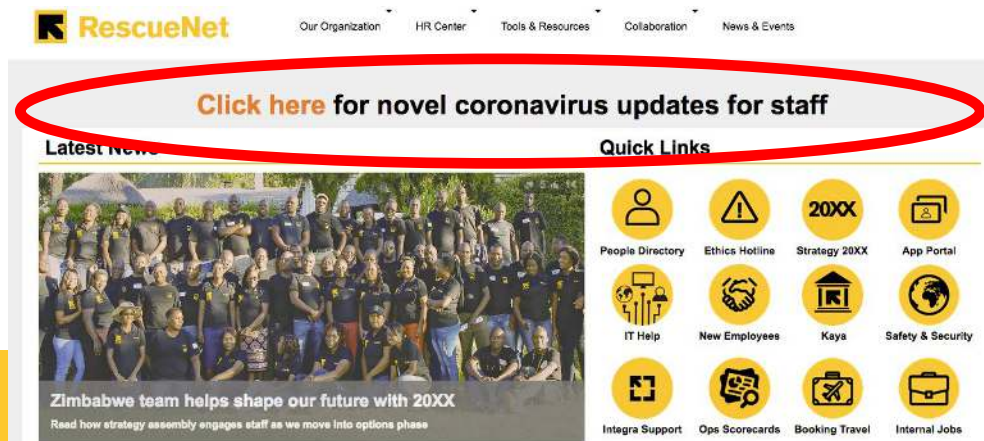 RescueNet
Our Organization HR Center Tools & Resources Collaboration News & Events
Click here for novel coronavirus updates for staff
Latest News
Quick Links
People Directory Ethics Hotline 20XX Strategy 20XX App Portal
IT Help New Employees Kaya Safety & Security
Integra Support Ops Scorecards Booking Travel Internal Jobs
Zimbabwe team helps shape our future with 20XX
Read how strategy assembly engages staff as we move into options phase